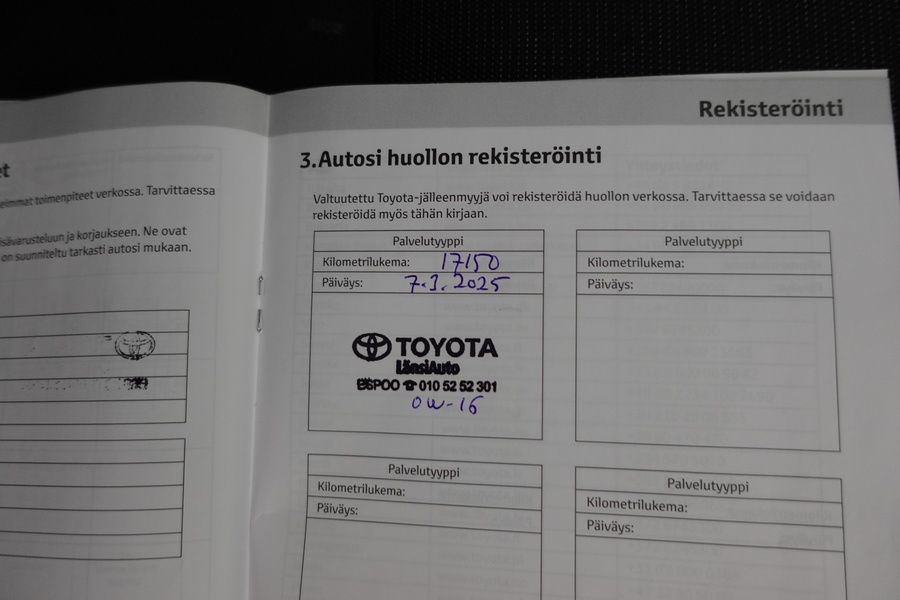 et
eimmat toimenpiteet verkossa. Tarvittaessa
isävarusteluun ja korjaukseen. Ne ovat
on suunniteltu tarkasti autosi mukaan.
Rekisteröinti
3.Autosi huollon rekisteröinti
Valtuutettu Toyota-jälleenmyyjä voi rekisteröidä huollon verkossa. Tarvittaessa se voidaan
rekisteröidä myös tähän kirjaan.
Palvelutyyppi
Kilometrilukema: 17150
Päiväys: 7.1.2025
TOYOTA
LänsiAuto
ESPOO ☎ 010 52 52 301
OW-16
Palvelutyyppi
Kilometrilukema:
Päiväys:
Palvelutyyppi
Kilometrilukema:
Päiväys:
Palvelutyyppi
Kilometrilukema:
Päiväys: